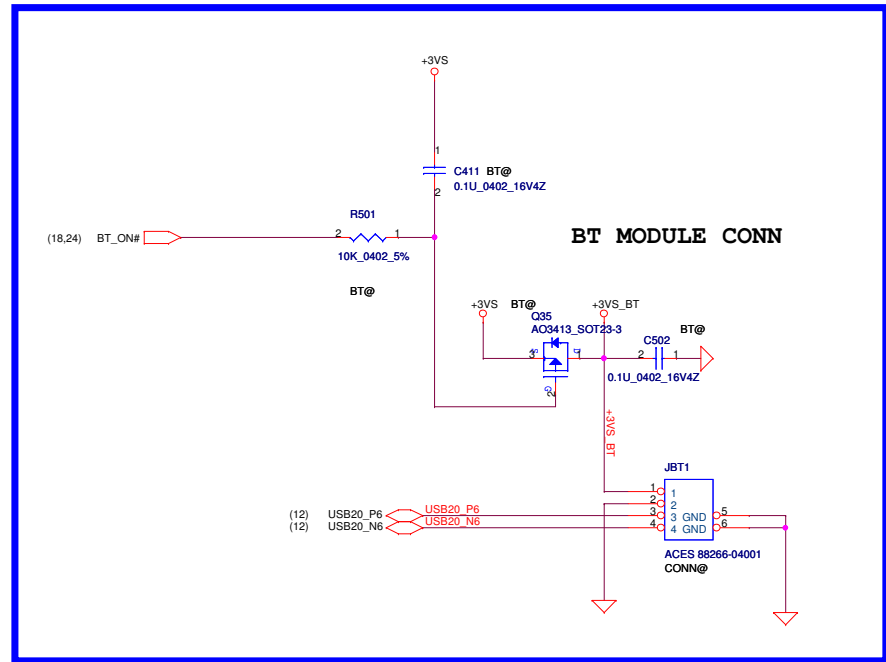 +3VS
1
C411 BT@
0.1U_0402_16V4Z
2
R501
(18,24) BT_ON#
2 1
10K_0402_5%
BT@
BT MODULE CONN
+3VS BT@ +3VS_BT
Q35
AO3413_SOT23-3
C502 BT@
3 S D 1
2 1
0.1U_0402_16V4Z
G
2
+3VS_BT
JBT1
1 1
2 2
(12) USB20_P6 USB20_P6 3 3 GND 5
(12) USB20_N6 USB20_N6 4 4 GND 6
ACES 88266-04001
CONN@